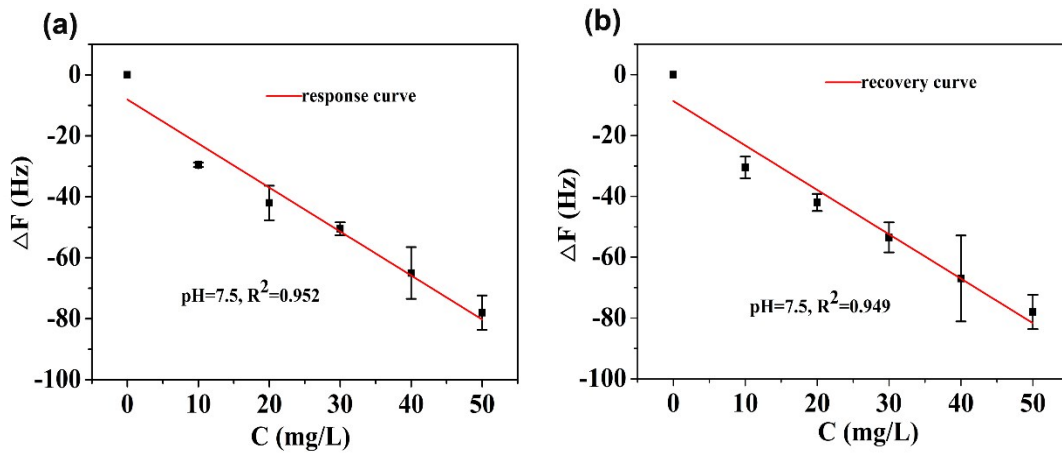 (a)
0
-20
-40
-60
-80
-100
△F (Hz)
response curve
pH=7.5, R²=0.952
0 10 20 30 40 50
C (mg/L)
(b)
0
-20
-40
-60
-80
-100
△F (Hz)
recovery curve
pH=7.5, R²=0.949
0 10 20 30 40 50
C (mg/L)